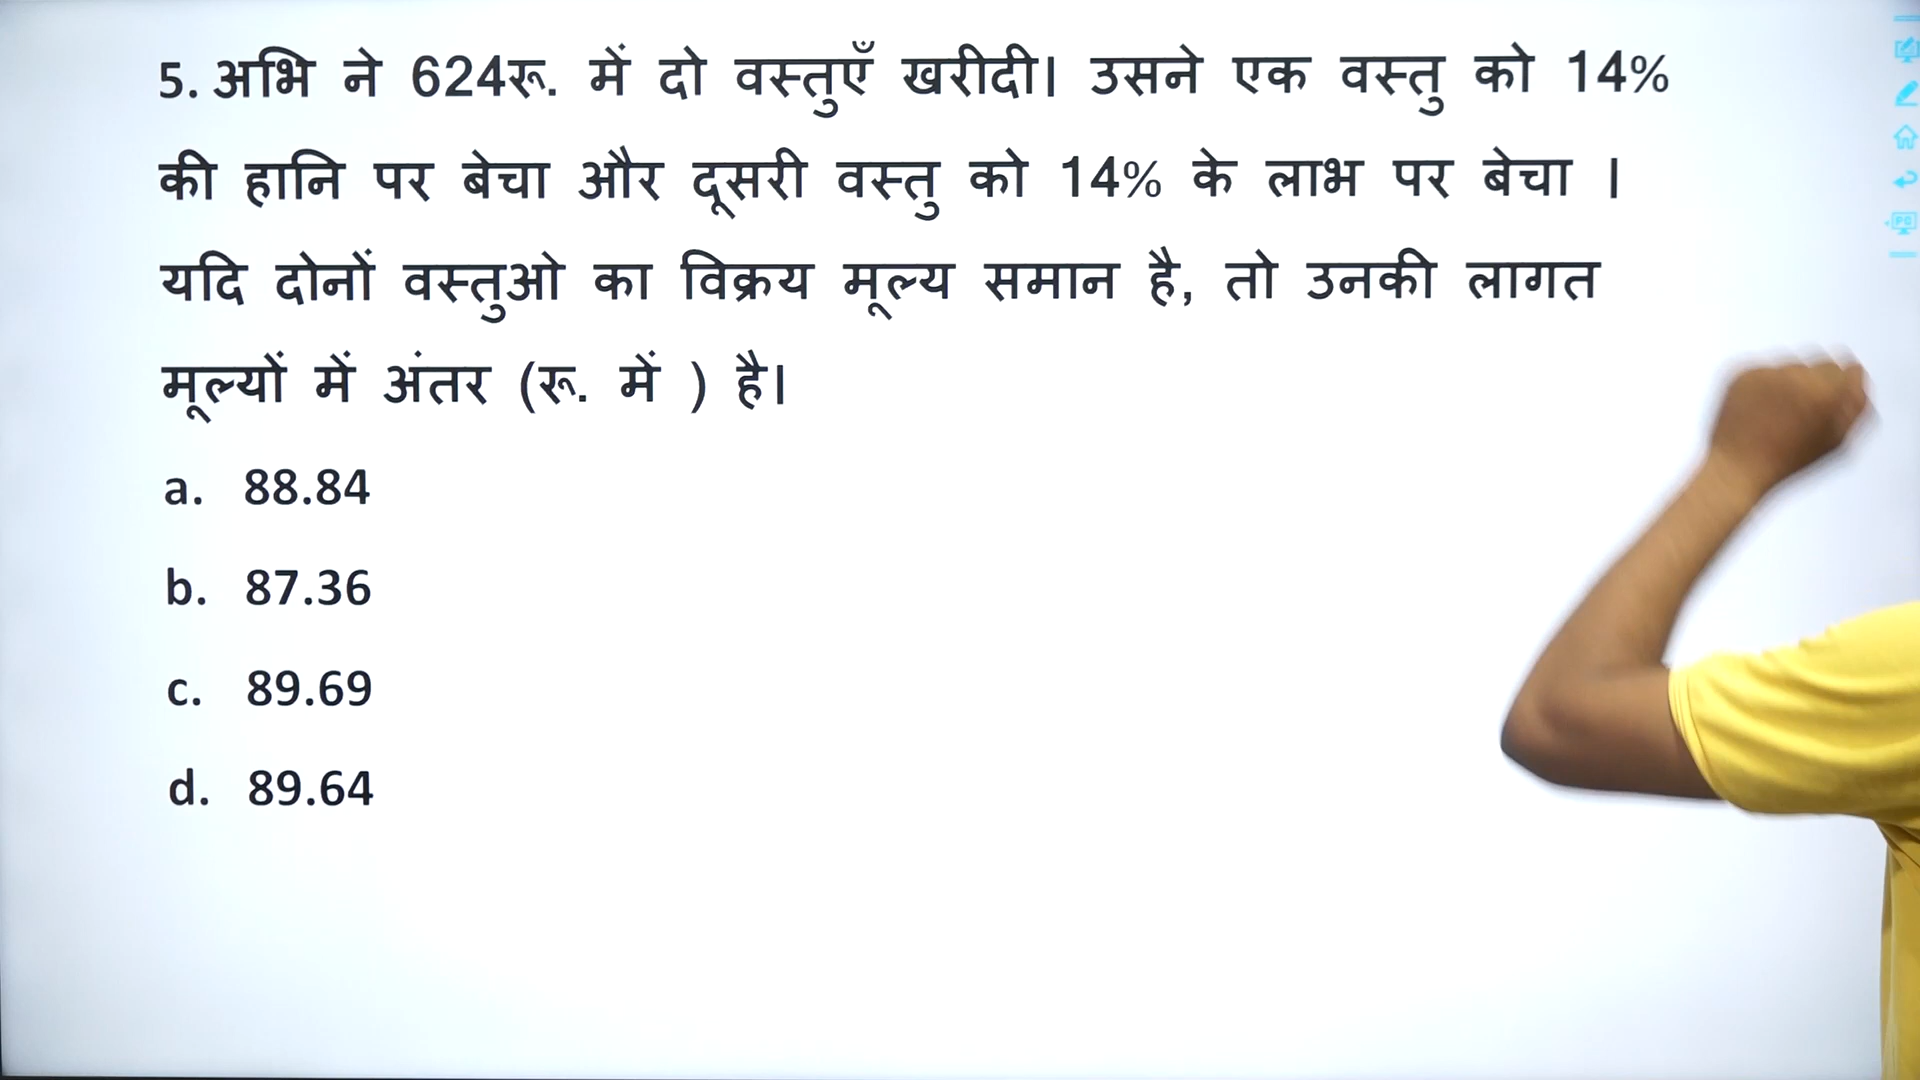 5. अभि ने 624रू. में दो वस्तुएँ खरीदी। उसने एक वस्तु को 14%
की हानि पर बेचा और दूसरी वस्तु को 14% के लाभ पर बेचा ।
यदि दोनों वस्तुओ का विक्रय मूल्य समान है, तो उनकी लागत
मूल्यों में अंतर (रू. में ) है।
a. 88.84
b. 87.36
c. 89.69
d. 89.64
PC